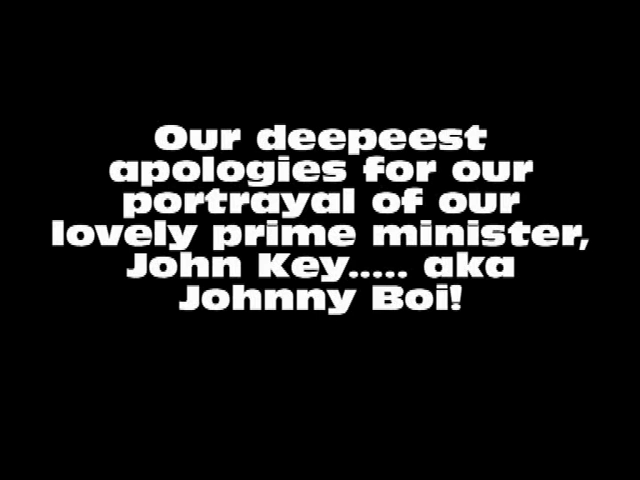 Our deepeest
apologies for our
portrayal of our
lovely prime minister,
John Key..... aka
Johnny Boi!